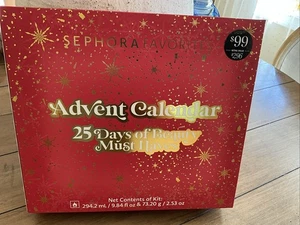 SEPHORA FAVORITES
$99
Advent Calendar
25 Days of Beauty
Must Haves
Net Contents of Kit:
294.2 mL / 9.84 fl oz & 73.20 g / 2.53 oz